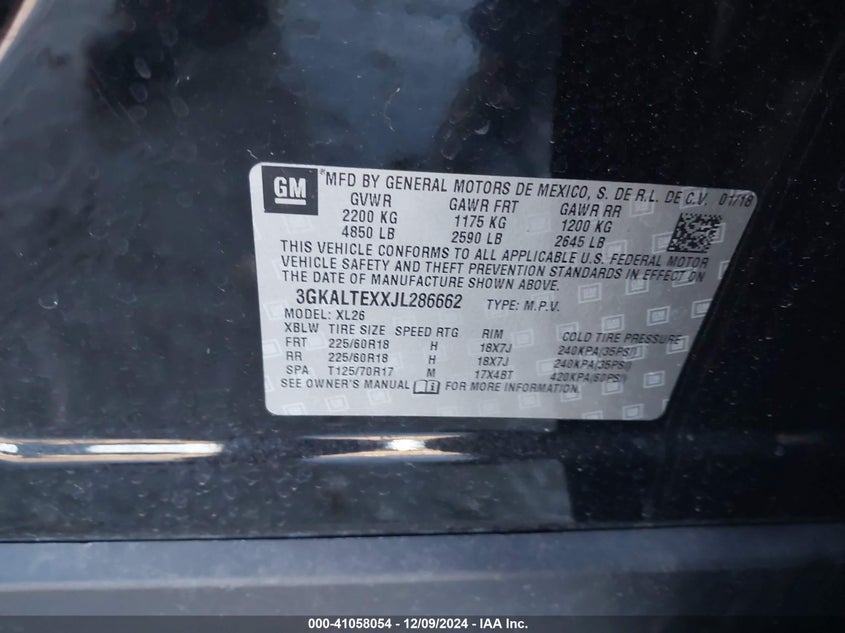 GM
*MFD BY GENERAL MOTORS DE MEXICO, S. DE R.L. DE C.V. 01/18
GVWR GAWR FRT GAWR RR
2200 KG 1175 KG 1200 KG
4850 LB 2590 LB 2645 LB
THIS VEHICLE CONFORMS TO ALL APPLICABLE U.S. FEDERAL MOTOR
VEHICLE SAFETY AND THEFT PREVENTION STANDARDS IN EFFECT ON
THE DATE OF MANUFACTURE SHOWN ABOVE.
3GKALTEXXJL286662 TYPE: M.P.V.
MODEL: XL26
XBLW TIRE SIZE SPEED RTG RIM COLD TIRE PRESSURE
FRT 225/60R18 H 18X7J 240KPA(35PSI)
RR 225/60R18 H 18X7J 240KPA(35PSI)
SPA T125/70R17 M 17X4BT 420KPA(60PSI)
SEE OWNER'S MANUAL FOR MORE INFORMATION.
000-41058054 - 12/09/2024 - IAA Inc.